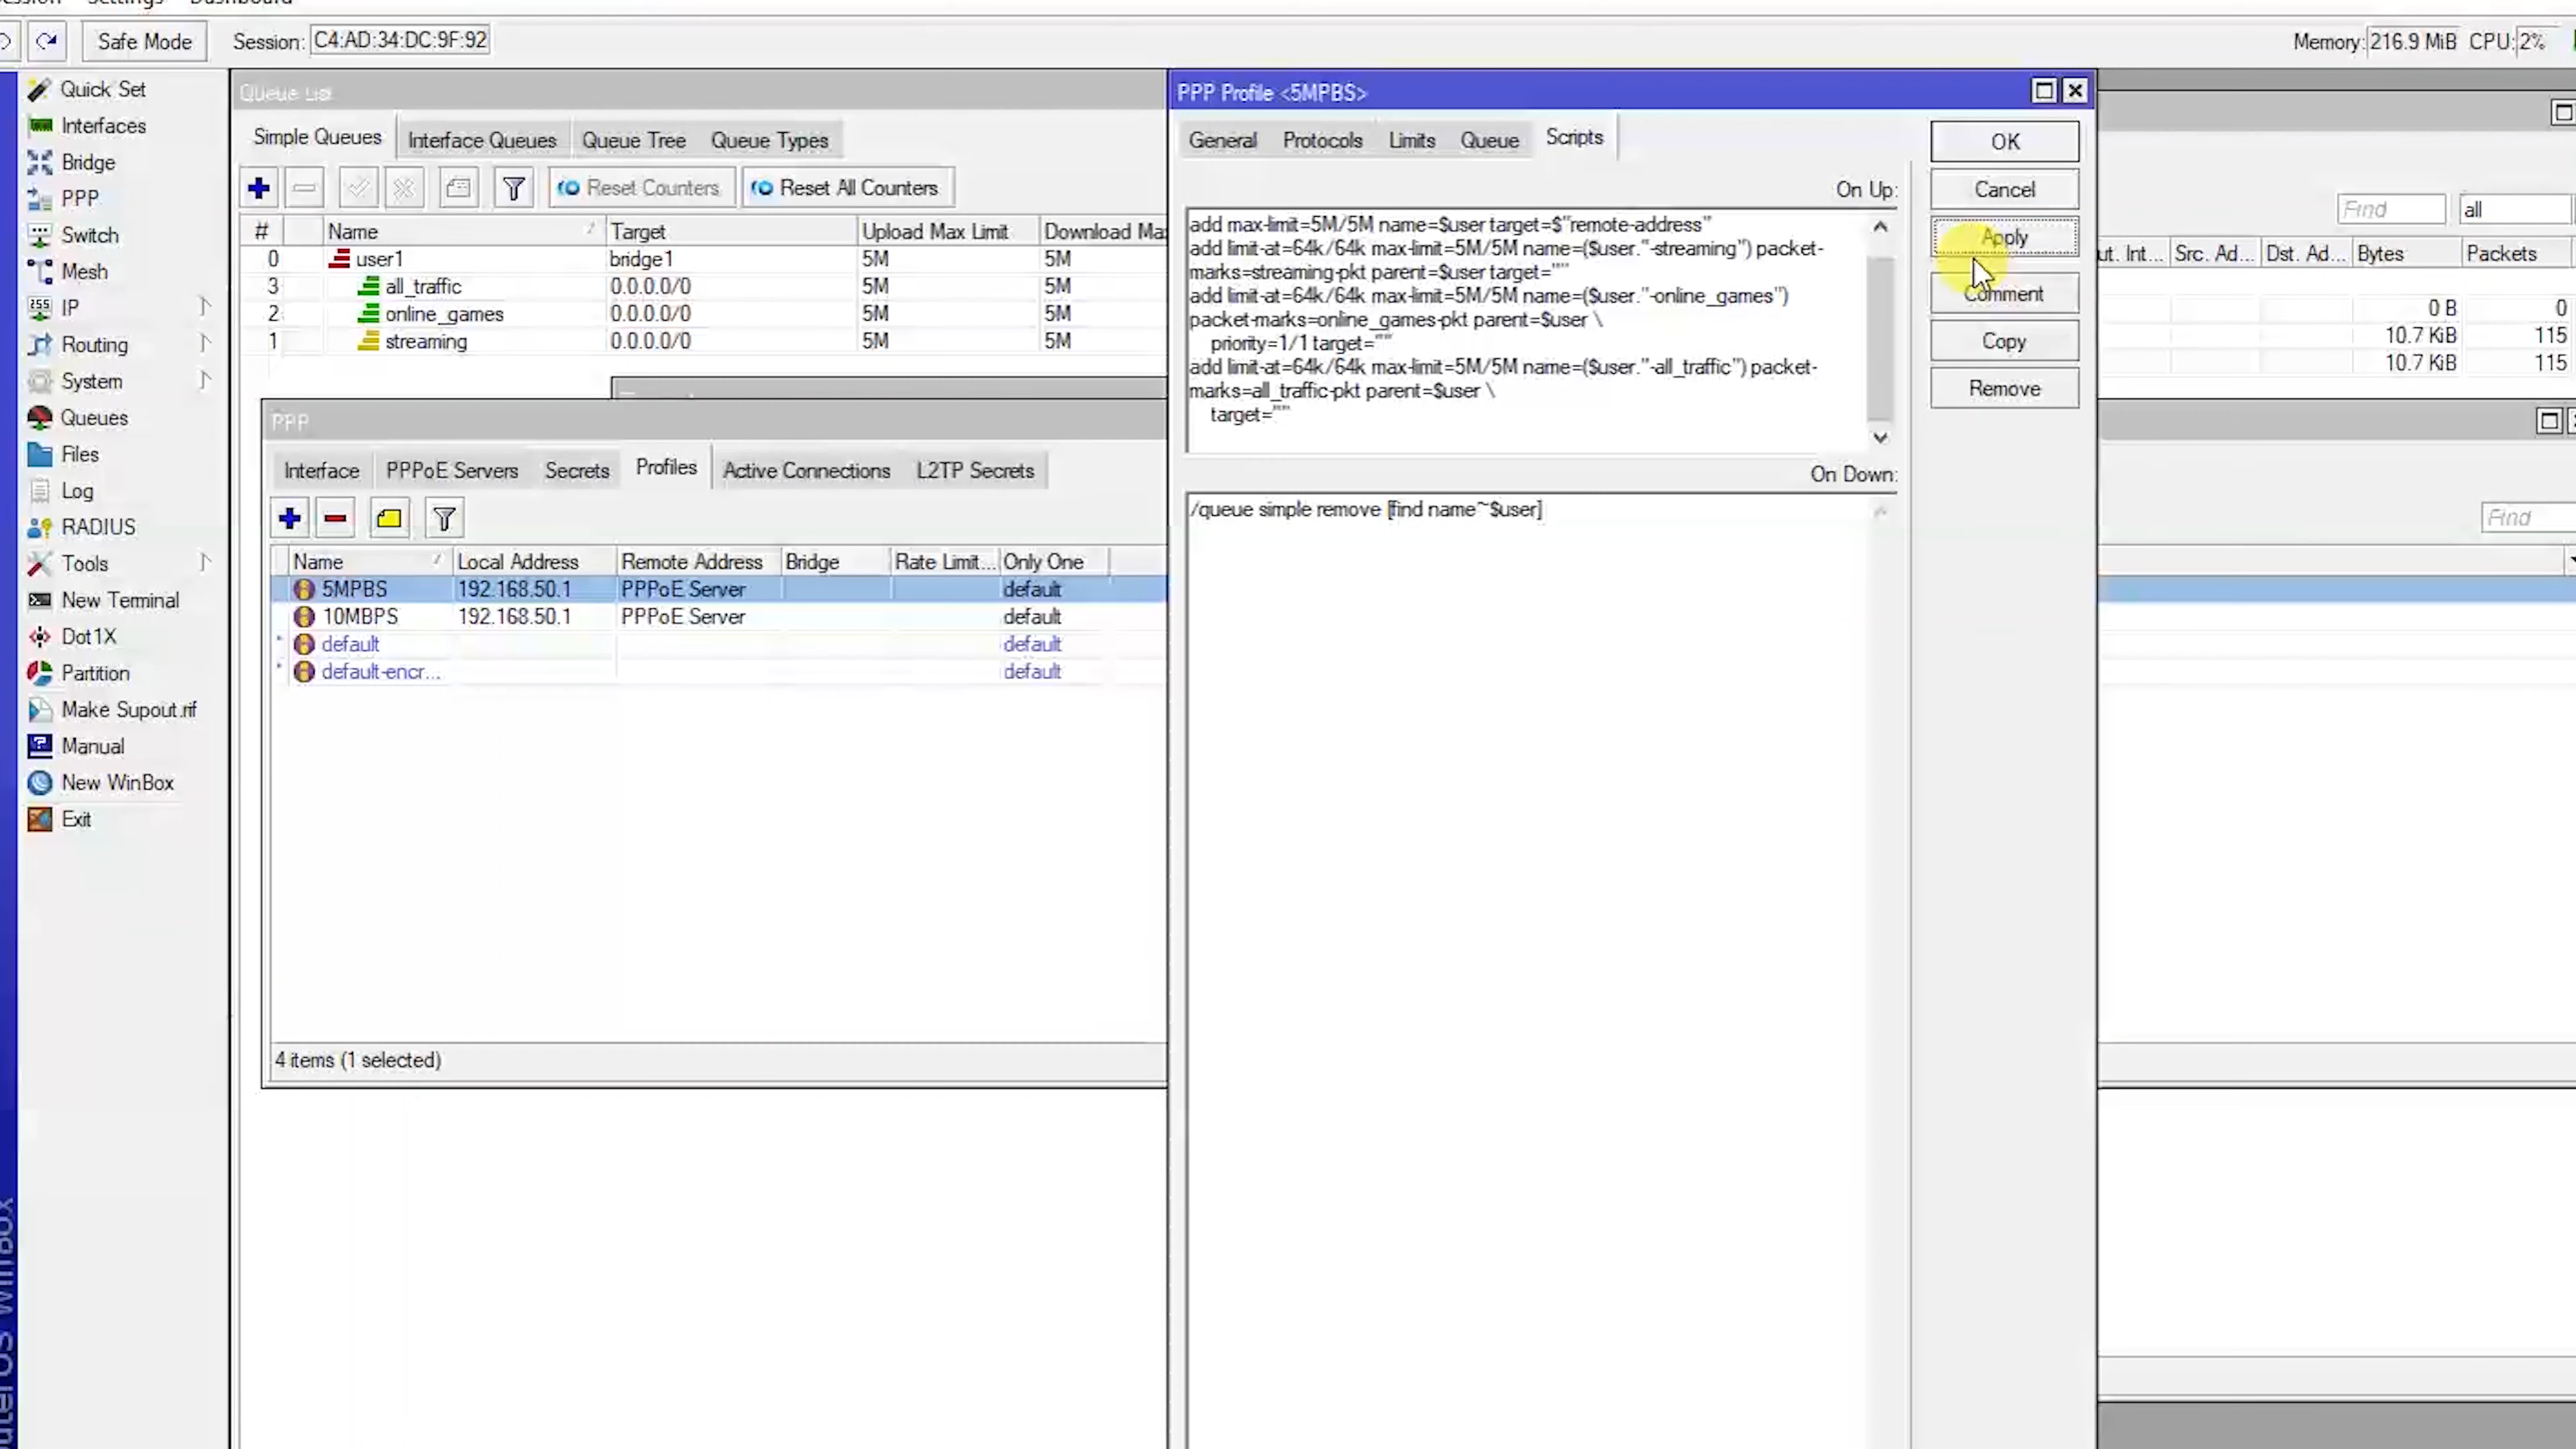 Settings Dashboard
Safe Mode Session: C4:AD:34:DC:9F:92 Memory: 216.9 MiB CPU: 2%
Quick Set
Interfaces
Bridge
PPP
Switch
Mesh
IP
Routing
System
Queues
Files
Log
RADIUS
Tools
New Terminal
Dot1X
Partition
Make Supout.rif
Manual
New WinBox
Exit
Queue List
Simple Queues Interface Queues Queue Tree Queue Types
Reset Counters Reset All Counters
# Name Target Upload Max Limit Download Ma
0 user1 bridge1 5M 5M
3 all_traffic 0.0.0.0/0 5M 5M
2 online_games 0.0.0.0/0 5M 5M
1 streaming 0.0.0.0/0 5M 5M
PPP
Interface PPPoE Servers Secrets Profiles Active Connections L2TP Secrets
Name Local Address Remote Address Bridge Rate Limit... Only One
5MPBS 192.168.50.1 PPPoE Server default
10MBPS 192.168.50.1 PPPoE Server default
* default default
* default-encr... default
4 items (1 selected)
PPP Profile <5MPBS>
General Protocols Limits Queue Scripts
On Up:
add max-limit=5M/5M name=$user target=$"remote-address"
add limit-at=64k/64k max-limit=5M/5M name=($user."-streaming") packet-
marks=streaming-pkt parent=$user target=""
add limit-at=64k/64k max-limit=5M/5M name=($user."-online_games")
packet-marks=online_games-pkt parent=$user \
priority=1/1 target=""
add limit-at=64k/64k max-limit=5M/5M name=($user."-all_traffic") packet-
marks=all_traffic-pkt parent=$user \
target=""
On Down:
/queue simple remove [find name~$user]
OK
Cancel
Apply
Comment
Copy
Remove
Find all
ut. Int... Src. Ad... Dst. Ad... Bytes Packets
0 B 0
10.7 KiB 115
10.7 KiB 115
Find
uterOS WinBox